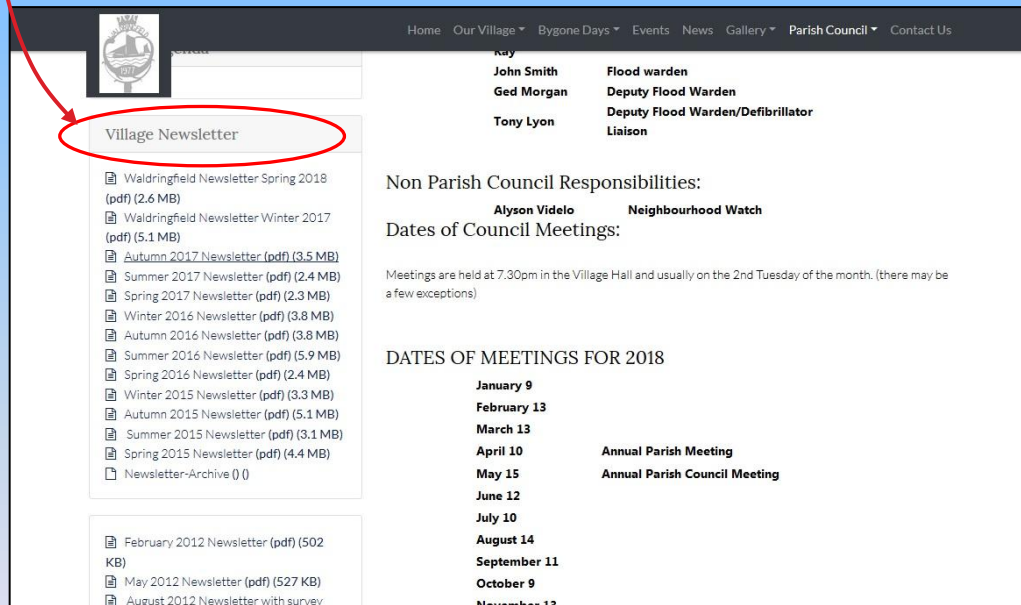 Home Our Village Bygone Days Events News Gallery Parish Council Contact Us
1977
Village Newsletter
Waldringfield Newsletter Spring 2018
(pdf) (2.6 MB)
Waldringfield Newsletter Winter 2017
(pdf) (5.1 MB)
Autumn 2017 Newsletter (pdf) (3.5 MB)
Summer 2017 Newsletter (pdf) (2.4 MB)
Spring 2017 Newsletter (pdf) (2.3 MB)
Winter 2016 Newsletter (pdf) (3.8 MB)
Autumn 2016 Newsletter (pdf) (3.8 MB)
Summer 2016 Newsletter (pdf) (5.9 MB)
Spring 2016 Newsletter (pdf) (2.4 MB)
Winter 2015 Newsletter (pdf) (3.3 MB)
Autumn 2015 Newsletter (pdf) (5.1 MB)
Summer 2015 Newsletter (pdf) (3.1 MB)
Spring 2015 Newsletter (pdf) (4.4 MB)
Newsletter-Archive () ()
February 2012 Newsletter (pdf) (502
KB)
May 2012 Newsletter (pdf) (527 KB)
August 2012 Newsletter with survey
Kay
John Smith Flood warden
Ged Morgan Deputy Flood Warden
Tony Lyon Deputy Flood Warden/Defibrillator
Liaison
Non Parish Council Responsibilities:
Alyson Videlo Neighbourhood Watch
Dates of Council Meetings:
Meetings are held at 7.30pm in the Village Hall and usually on the 2nd Tuesday of the month. (there may be
a few exceptions)
DATES OF MEETINGS FOR 2018
January 9
February 13
March 13
April 10 Annual Parish Meeting
May 15 Annual Parish Council Meeting
June 12
July 10
August 14
September 11
October 9
November 13